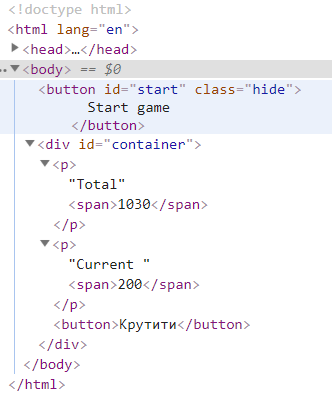 <!doctype html>
<html lang="en">
<head>…</head>
<body> == $0
<button id="start" class="hide">
Start game
</button>
<div id="container">
<p>
"Total"
<span>1030</span>
</p>
<p>
"Current "
<span>200</span>
</p>
<button>Крутити</button>
</div>
</body>
</html>